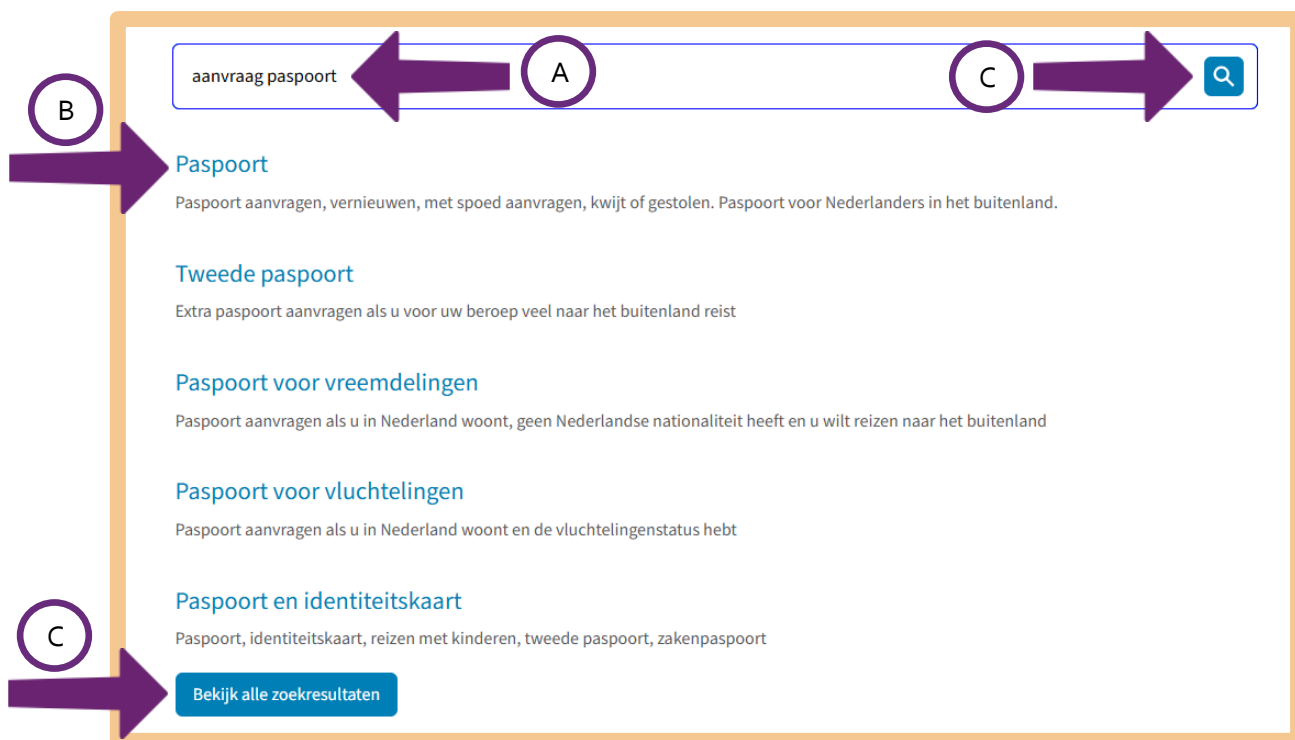 aanvraag paspoort
A
C
B
Paspoort
Paspoort aanvragen, vernieuwen, met spoed aanvragen, kwijt of gestolen. Paspoort voor Nederlanders in het buitenland.
Tweede paspoort
Extra paspoort aanvragen als u voor uw beroep veel naar het buitenland reist
Paspoort voor vreemdelingen
Paspoort aanvragen als u in Nederland woont, geen Nederlandse nationaliteit heeft en u wilt reizen naar het buitenland
Paspoort voor vluchtelingen
Paspoort aanvragen als u in Nederland woont en de vluchtelingenstatus hebt
Paspoort en identiteitskaart
Paspoort, identiteitskaart, reizen met kinderen, tweede paspoort, zakenpaspoort
C
Bekijk alle zoekresultaten